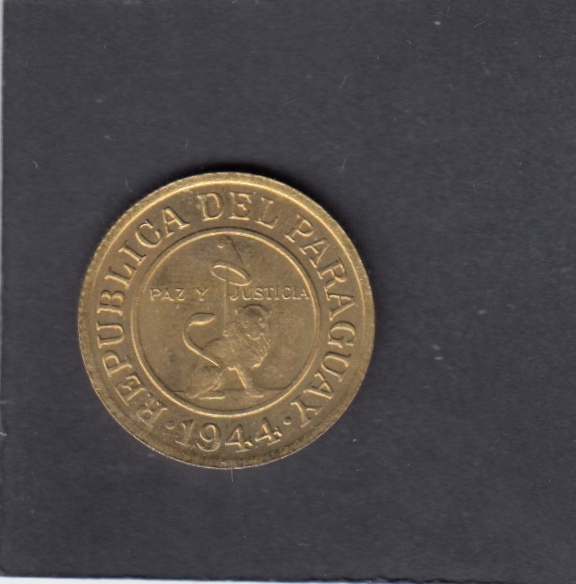 REPUBLICA DEL PARAGUAY
PAZ Y JUSTICIA
· 1944 ·